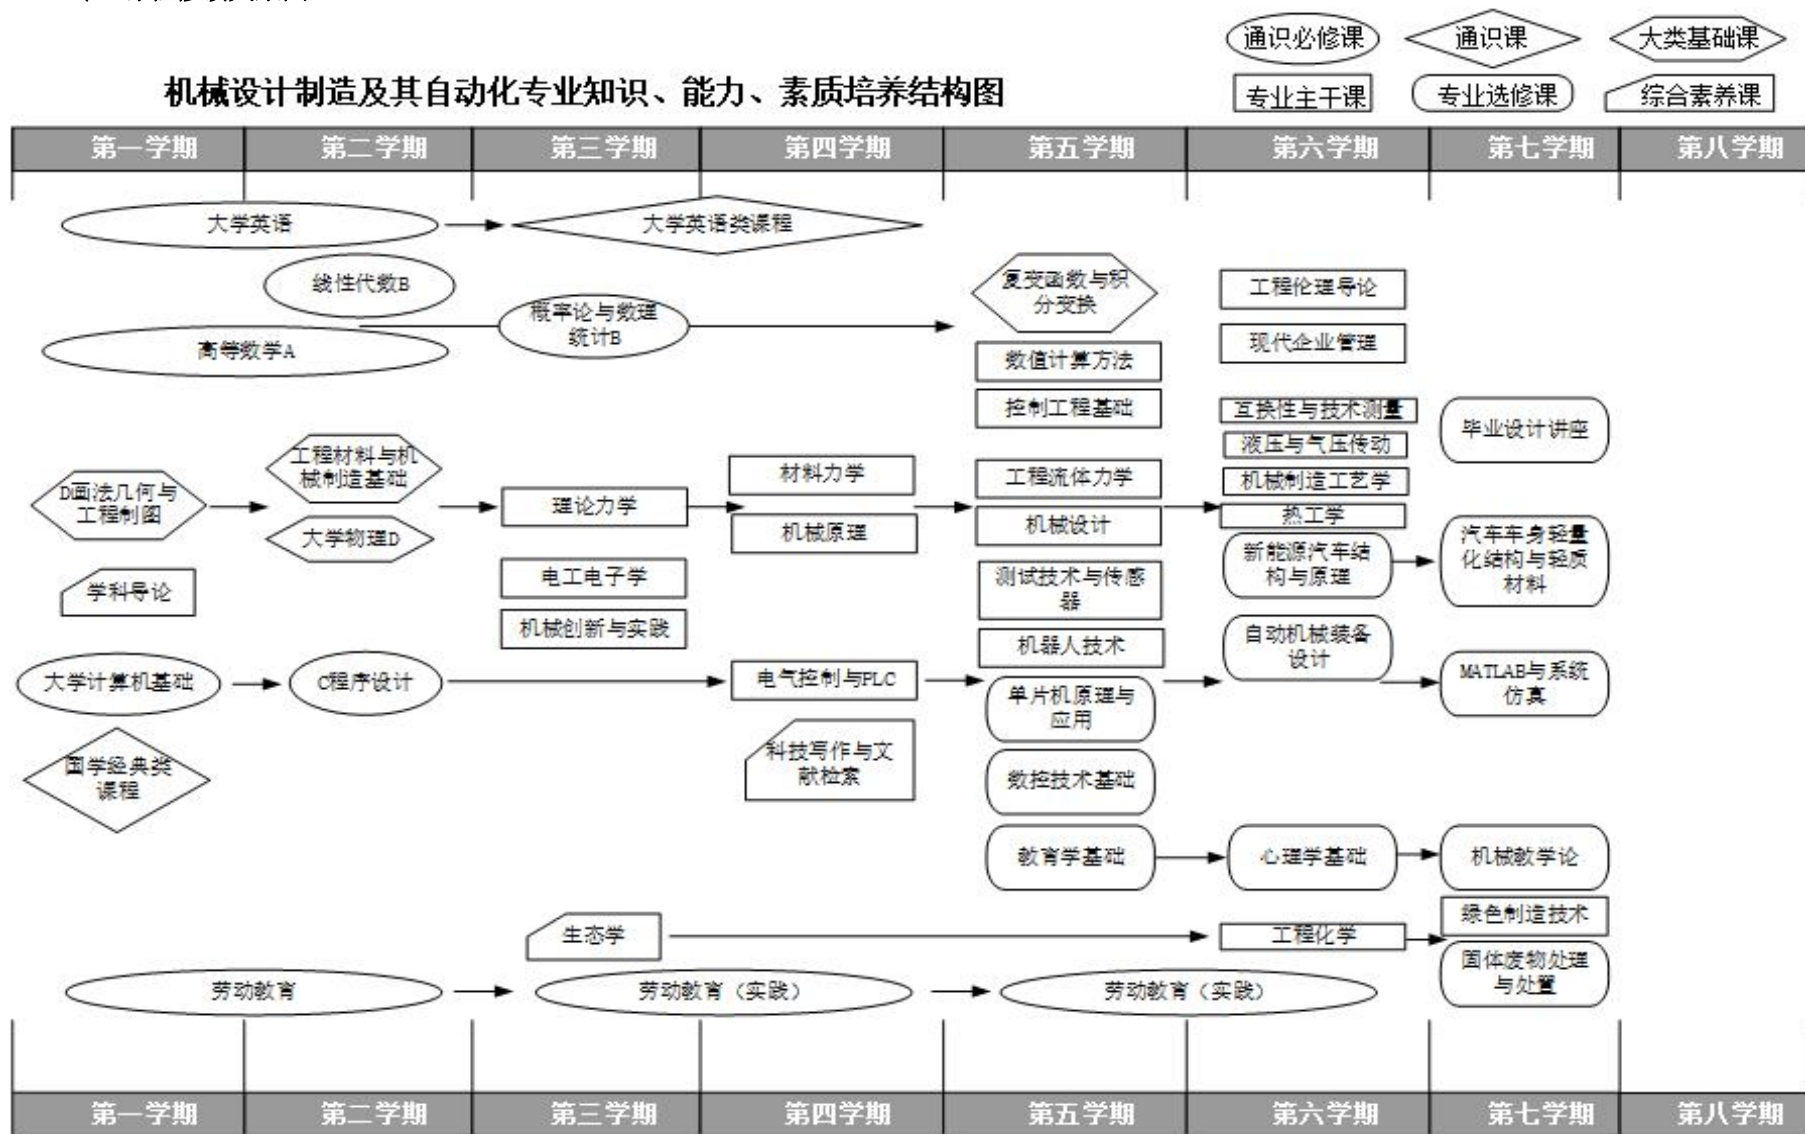 通识必修课
通识课
大类基础课
机械设计制造及其自动化专业知识、能力、素质培养结构图
专业主干课
专业选修课
综合素养课
第一学期
第二学期
第三学期
第四学期
第五学期
第六学期
第七学期
第八学期
大学英语
大学英语类课程
线性代数B
高等数学A
概率论与数理
统计B
复变函数与积
分变换
数值计算方法
控制工程基础
工程伦理导论
现代企业管理
互换性与技术测量
液压与气压传动
机械制造工艺学
热工学
毕业设计讲座
D画法几何与
工程制图
工程材料与机
械制造基础
大学物理D
理论力学
材料力学
机械原理
工程流体力学
机械设计
学科导论
电工电子学
机械创新与实践
测试技术与传感
器
机器人技术
新能源汽车结
构与原理
汽车车身轻量
化结构与轻质
材料
自动机械装备
设计
大学计算机基础
C程序设计
电气控制与PLC
单片机原理与
应用
MATLAB与系统
仿真
国学经典类
课程
科技写作与文
献检索
数控技术基础
教育学基础
心理学基础
机械教学论
生态学
工程化学
绿色制造技术
固体废物处理
与处置
劳动教育
劳动教育（实践）
劳动教育（实践）
第一学期
第二学期
第三学期
第四学期
第五学期
第六学期
第七学期
第八学期